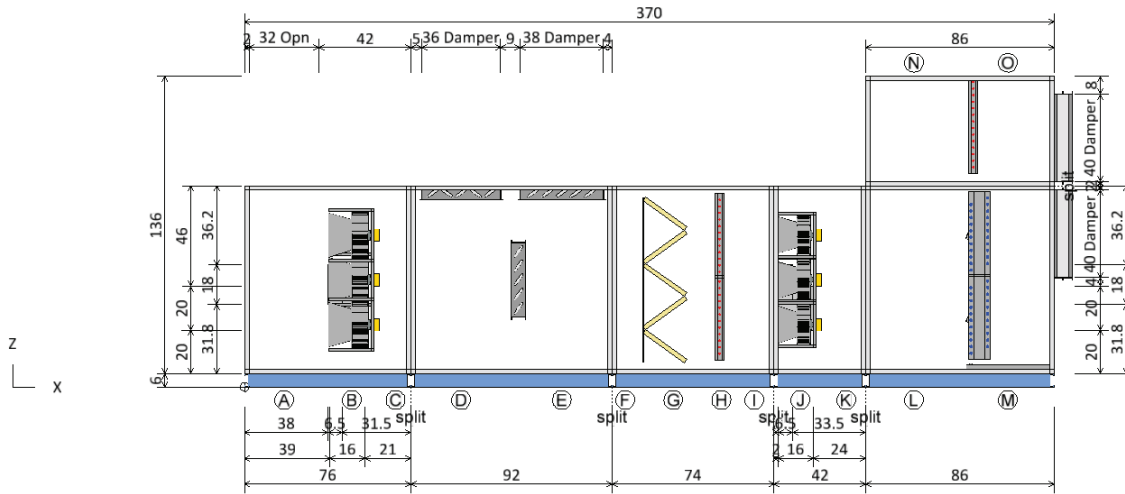 370
2 32 Opn 42 5 36 Damper 9 38 Damper 4 86
N O
8
40 Damper
split
136
46
36.2
2
40 Damper
36.2
18
4
18
20
31.8
20
31.8
20
20
Z
X
6
A B C D E F G H I J K L M
split split split split
38 6.5 31.5 6.5 33.5
39 16 21 2 16 24
76 92 74 42 86